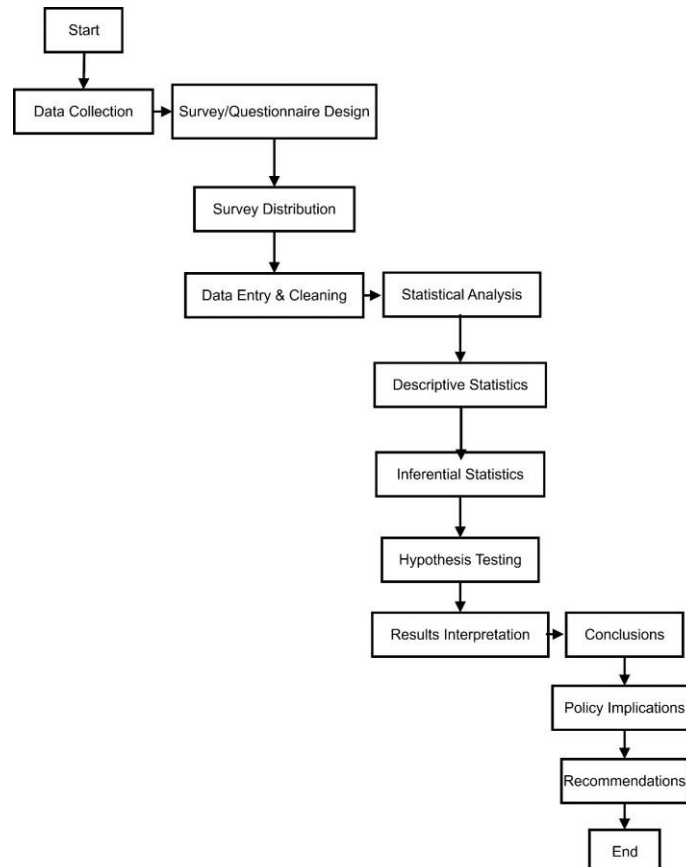 Start
Data Collection
Survey/Questionnaire Design
Survey Distribution
Data Entry & Cleaning
Statistical Analysis
Descriptive Statistics
Inferential Statistics
Hypothesis Testing
Results Interpretation
Conclusions
Policy Implications
Recommendations
End